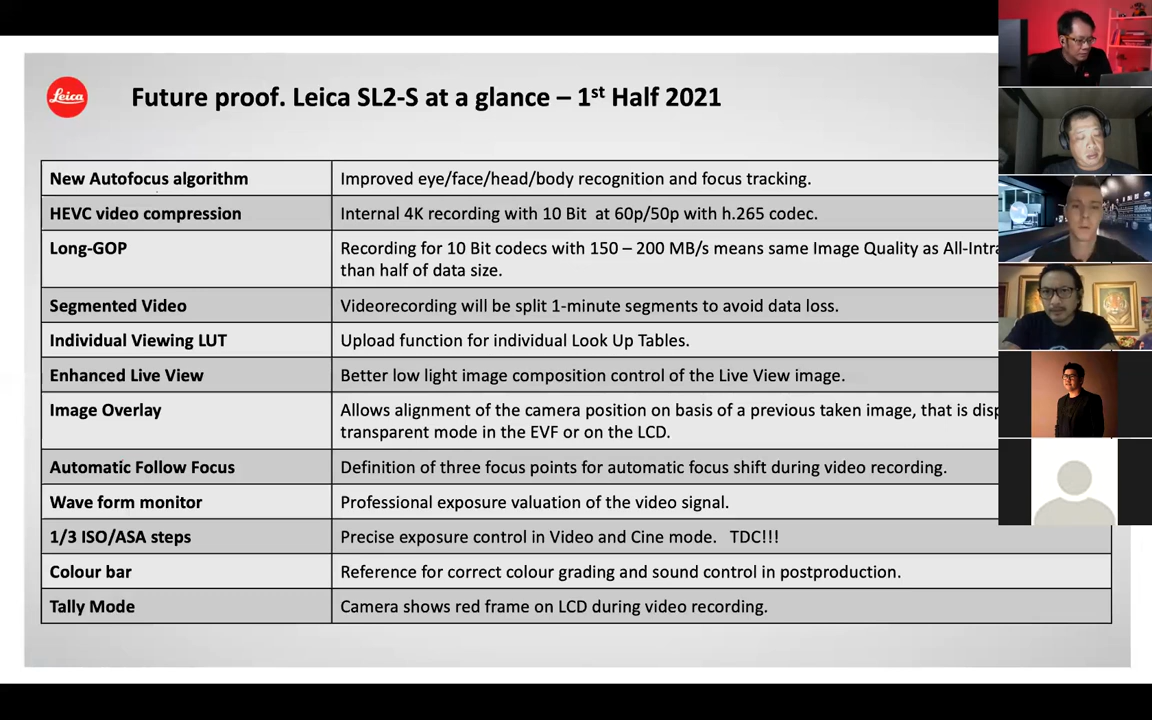 Leica
Future proof. Leica SL2-S at a glance – 1st Half 2021
New Autofocus algorithm
Improved eye/face/head/body recognition and focus tracking.
HEVC video compression
Internal 4K recording with 10 Bit at 60p/50p with h.265 codec.
Long-GOP
Recording for 10 Bit codecs with 150 – 200 MB/s means same Image Quality as All-Intra
than half of data size.
Segmented Video
Videorecording will be split 1-minute segments to avoid data loss.
Individual Viewing LUT
Upload function for individual Look Up Tables.
Enhanced Live View
Better low light image composition control of the Live View image.
Image Overlay
Allows alignment of the camera position on basis of a previous taken image, that is disp
transparent mode in the EVF or on the LCD.
Automatic Follow Focus
Definition of three focus points for automatic focus shift during video recording.
Wave form monitor
Professional exposure valuation of the video signal.
1/3 ISO/ASA steps
Precise exposure control in Video and Cine mode. TDC!!!
Colour bar
Reference for correct colour grading and sound control in postproduction.
Tally Mode
Camera shows red frame on LCD during video recording.